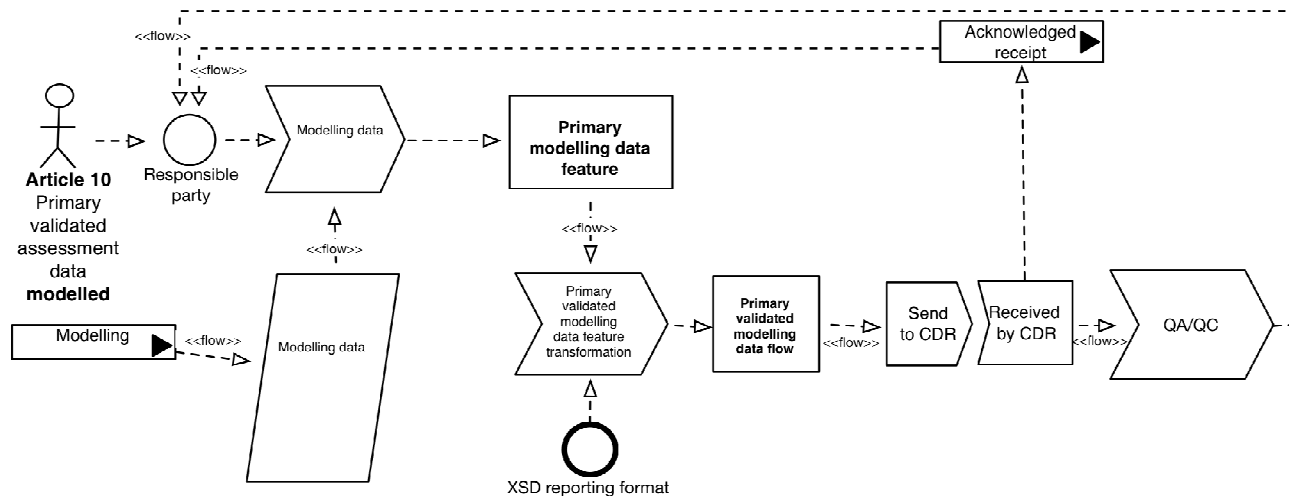 <<flow>>
Acknowledged
receipt
<<flow>>
Modelling data
Primary
modelling data
feature
Responsible
party
Article 10
Primary
validated
assessment
data
modelled
<<flow>>
<<flow>>
Modelling
<<flow>>
Modelling data
Primary
validated
modelling
data feature
transformation
Primary
validated
modelling
data flow
<<flow>>
Send
to CDR
Received
by CDR
<<flow>>
QA/QC
XSD reporting format